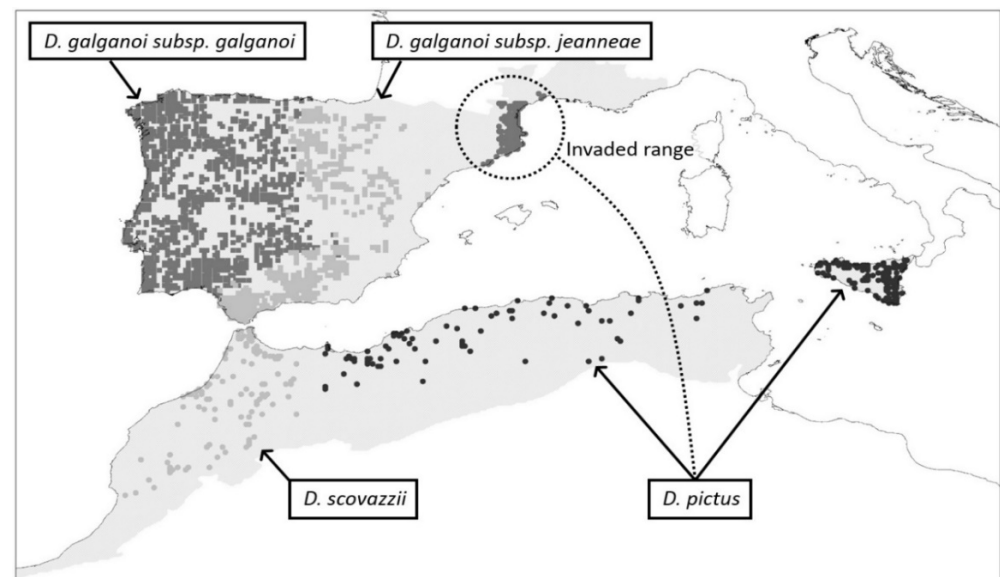 D. galganoi subsp. galganoi
D. galganoi subsp. jeanneae
Invaded range
D. scovazzii
D. pictus